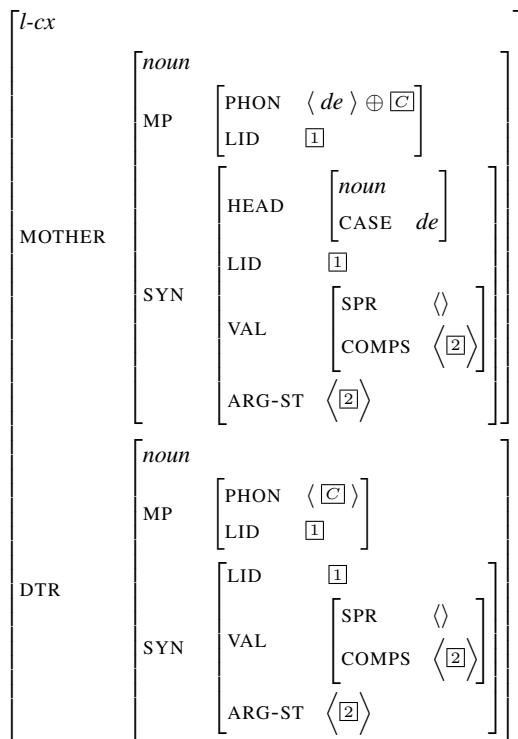 l-cx
noun
MP PHON ⟨ de ⟩ ⊕ C
LID 1
HEAD noun
CASE de
MOTHER
LID 1
SYN VAL SPR ⟨⟩
COMPS ⟨2⟩
ARG-ST ⟨2⟩
noun
MP PHON ⟨ C ⟩
LID 1
DTR
LID 1
SYN VAL SPR ⟨⟩
COMPS ⟨2⟩
ARG-ST ⟨2⟩